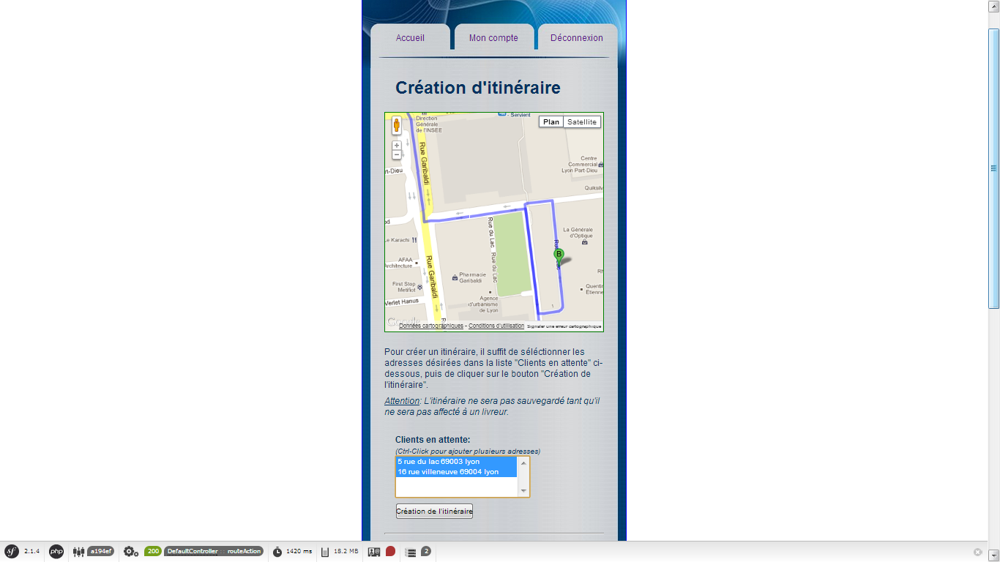 Accueil
Mon compte
Déconnexion
Création d'itinéraire
Direction
Générale
de l'INSEE
- Servient
Plan
Satellite
Rue Garibaldi
Centre
Commercial
Lyon Part-Dieu
rt-Dieu
Quiksilv
Le Karachi
Rue du Lac
Rue du Lac
La Générale
d'Optique
B
AFAA
Architecture
Rue Garibaldi
Pharmacie
Garibaldi
First Stop
Metifiot
Quentin
Etienne
Verlet Hanus
Agence
d'urbanisme
de Lyon
Google
Données cartographiques - Conditions d'utilisation
Signaler une erreur cartographique
Pour créer un itinéraire, il suffit de séléctionner les
adresses désirées dans la liste "Clients en attente" ci-
dessous, puis de cliquer sur le bouton "Création de
l'itinéraire".
Attention: L'itinéraire ne sera pas sauvegardé tant qu'il
ne sera pas affecté à un livreur.
Clients en attente:
(Ctrl-Click pour ajouter plusieurs adresses)
5 rue du lac 69003 lyon
16 rue villeneuve 69004 lyon
Création de l'itinéraire
sf 2.1.4 php a194ef 200 DefaultController :: routeAction 1420 ms 18.2 MB 2